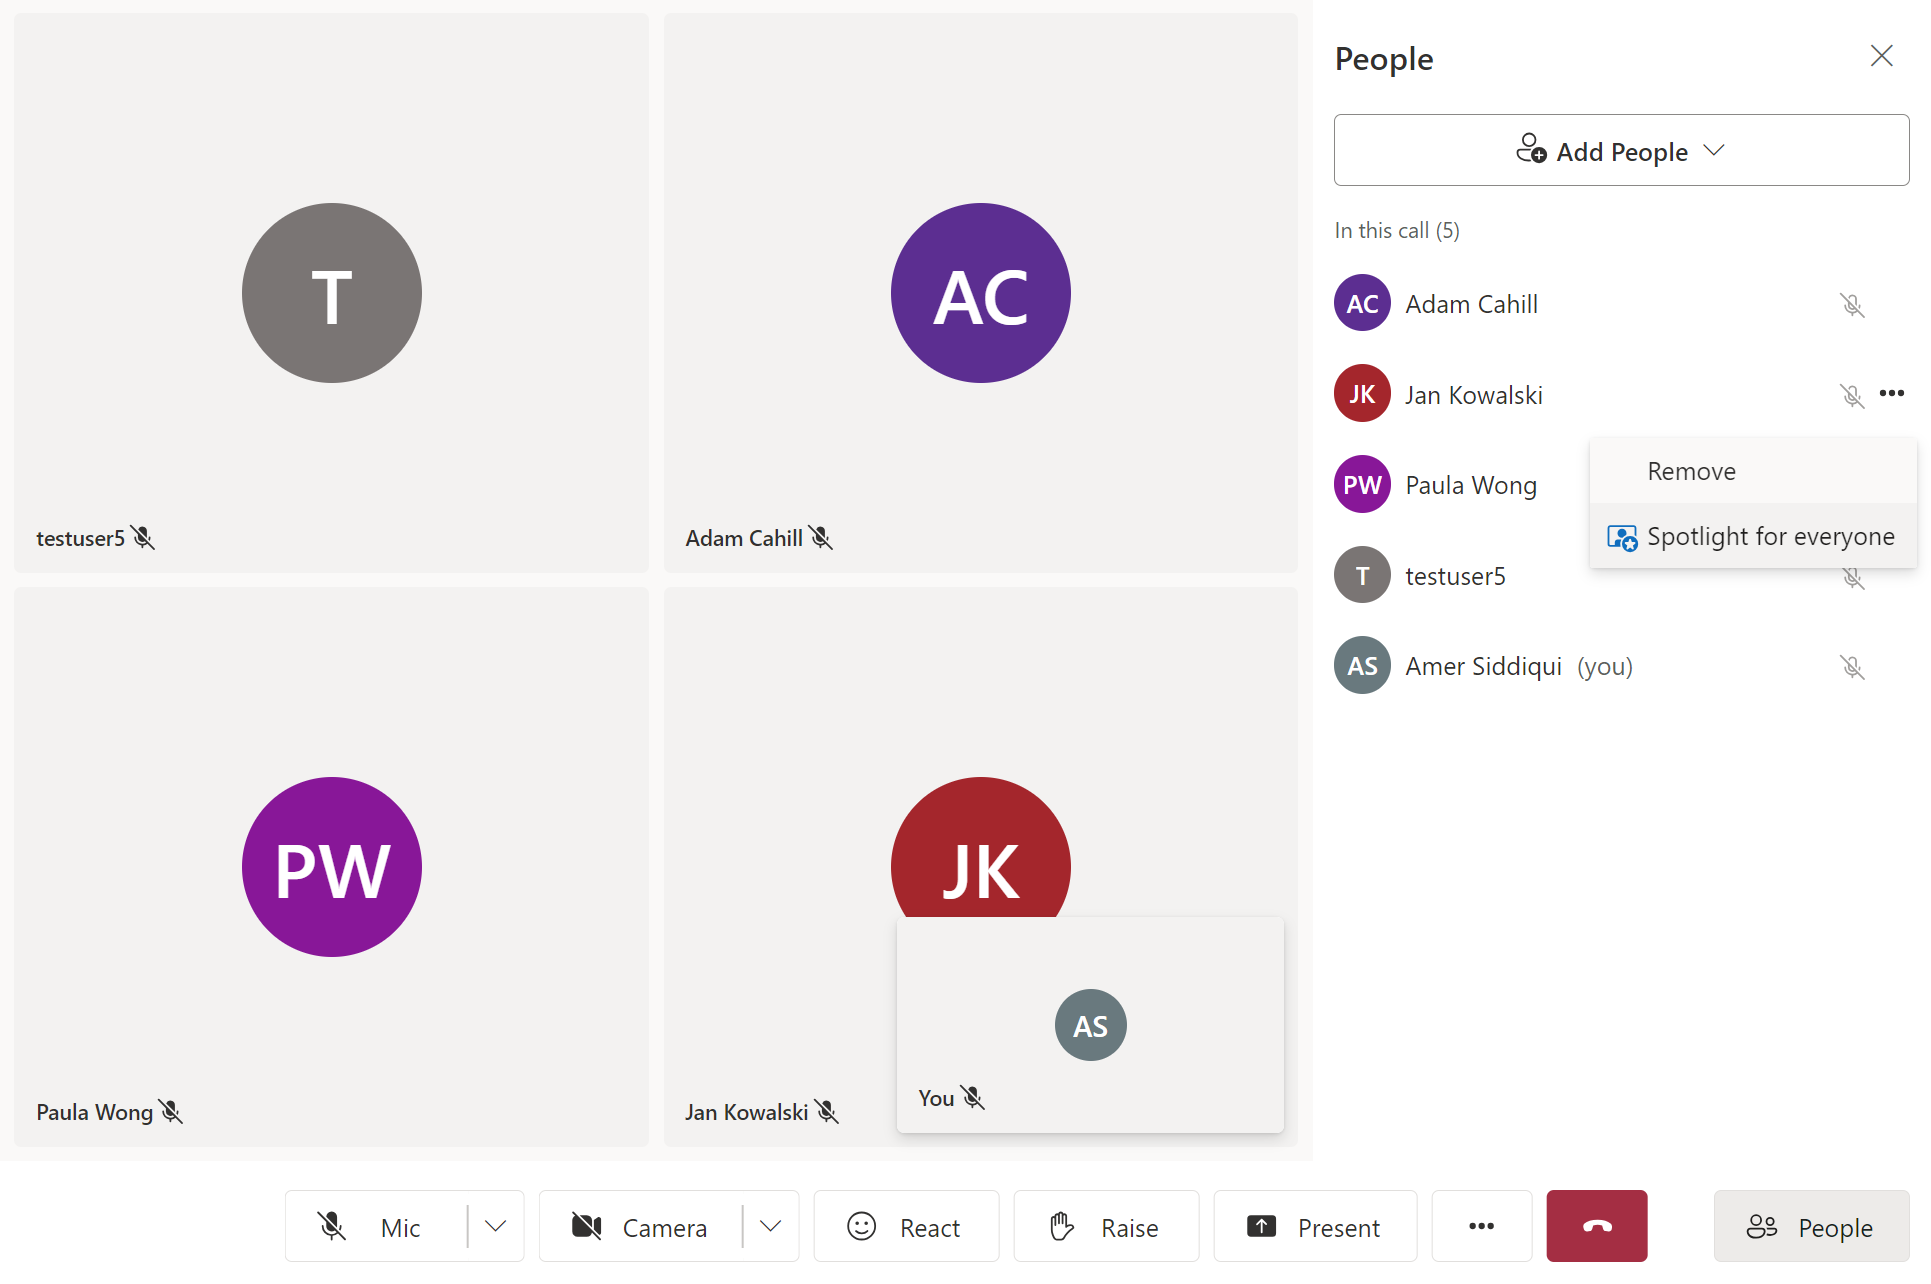 T
testuser5
AC
Adam Cahill
PW
Paula Wong
JK
Jan Kowalski
AS
You
People
Add People
In this call (5)
AC Adam Cahill
JK Jan Kowalski
Remove
PW Paula Wong
Spotlight for everyone
T testuser5
AS Amer Siddiqui (you)
Mic
Camera
React
Raise
Present
People